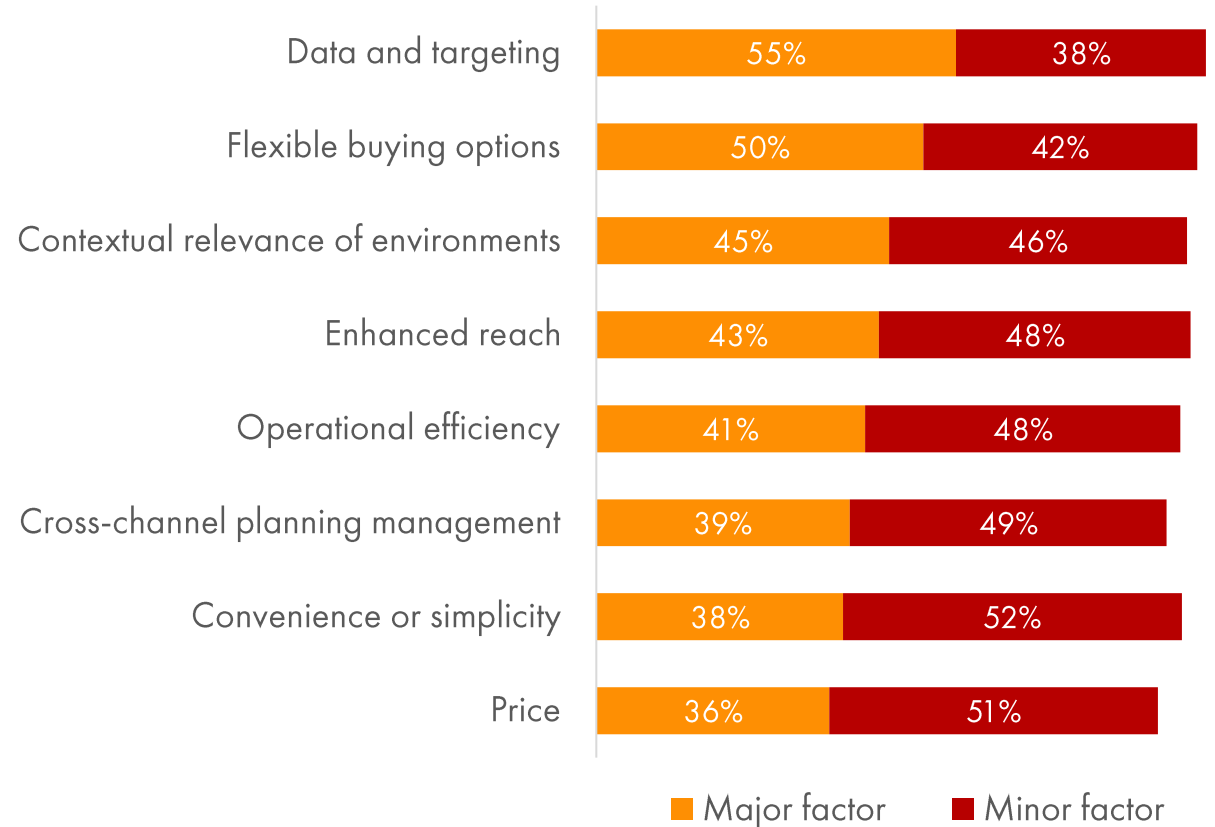 Data and targeting 55% 38%
Flexible buying options 50% 42%
Contextual relevance of environments 45% 46%
Enhanced reach 43% 48%
Operational efficiency 41% 48%
Cross-channel planning management 39% 49%
Convenience or simplicity 38% 52%
Price 36% 51%
Major factor Minor factor